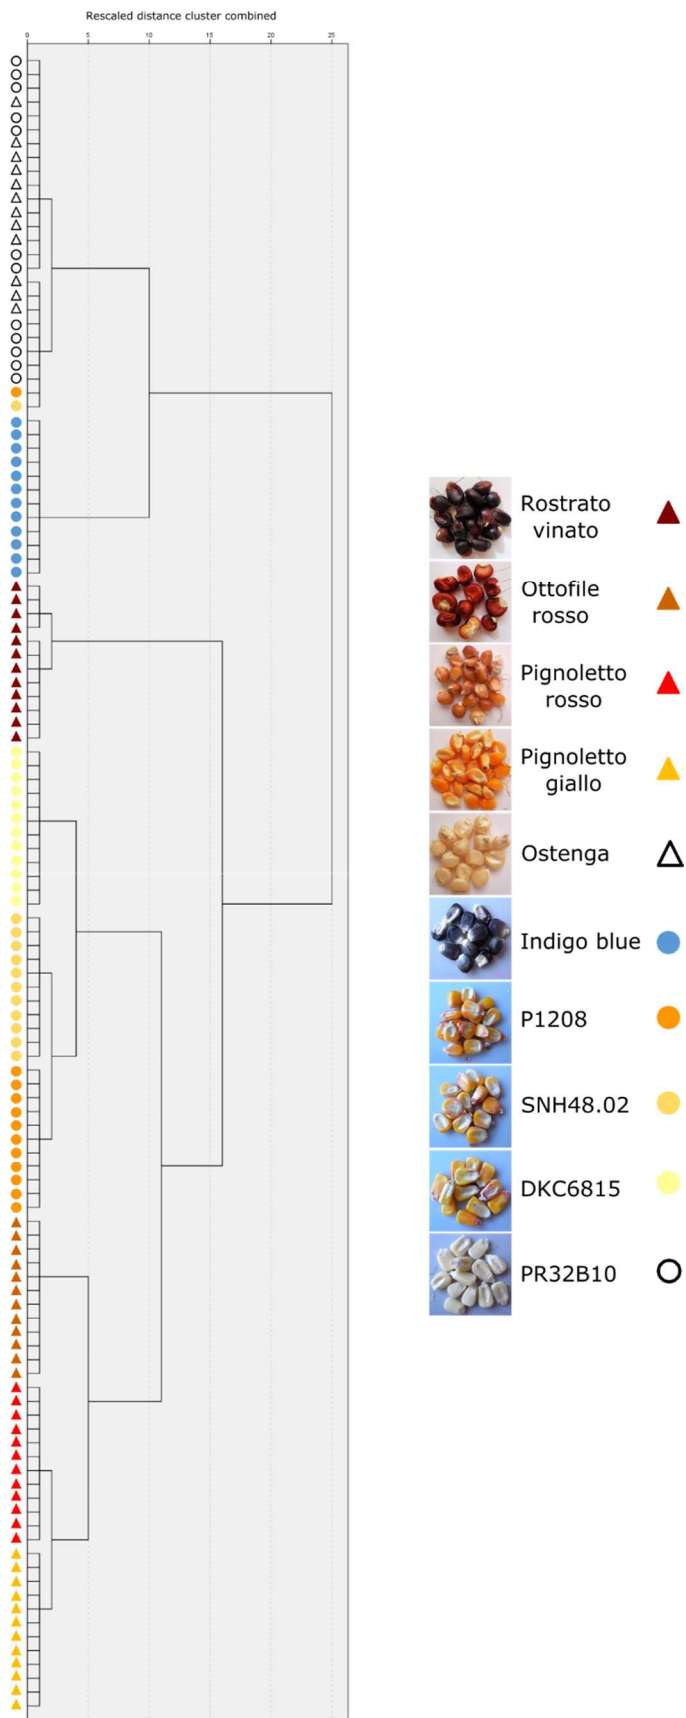 Rescaled distance cluster combined
0 5 10 15 20 25
Rostrato
vinato
Ottofile
rosso
Pignoletto
rosso
Pignoletto
giallo
Ostenga
Indigo blue
P1208
SNH48.02
DKC6815
PR32B10